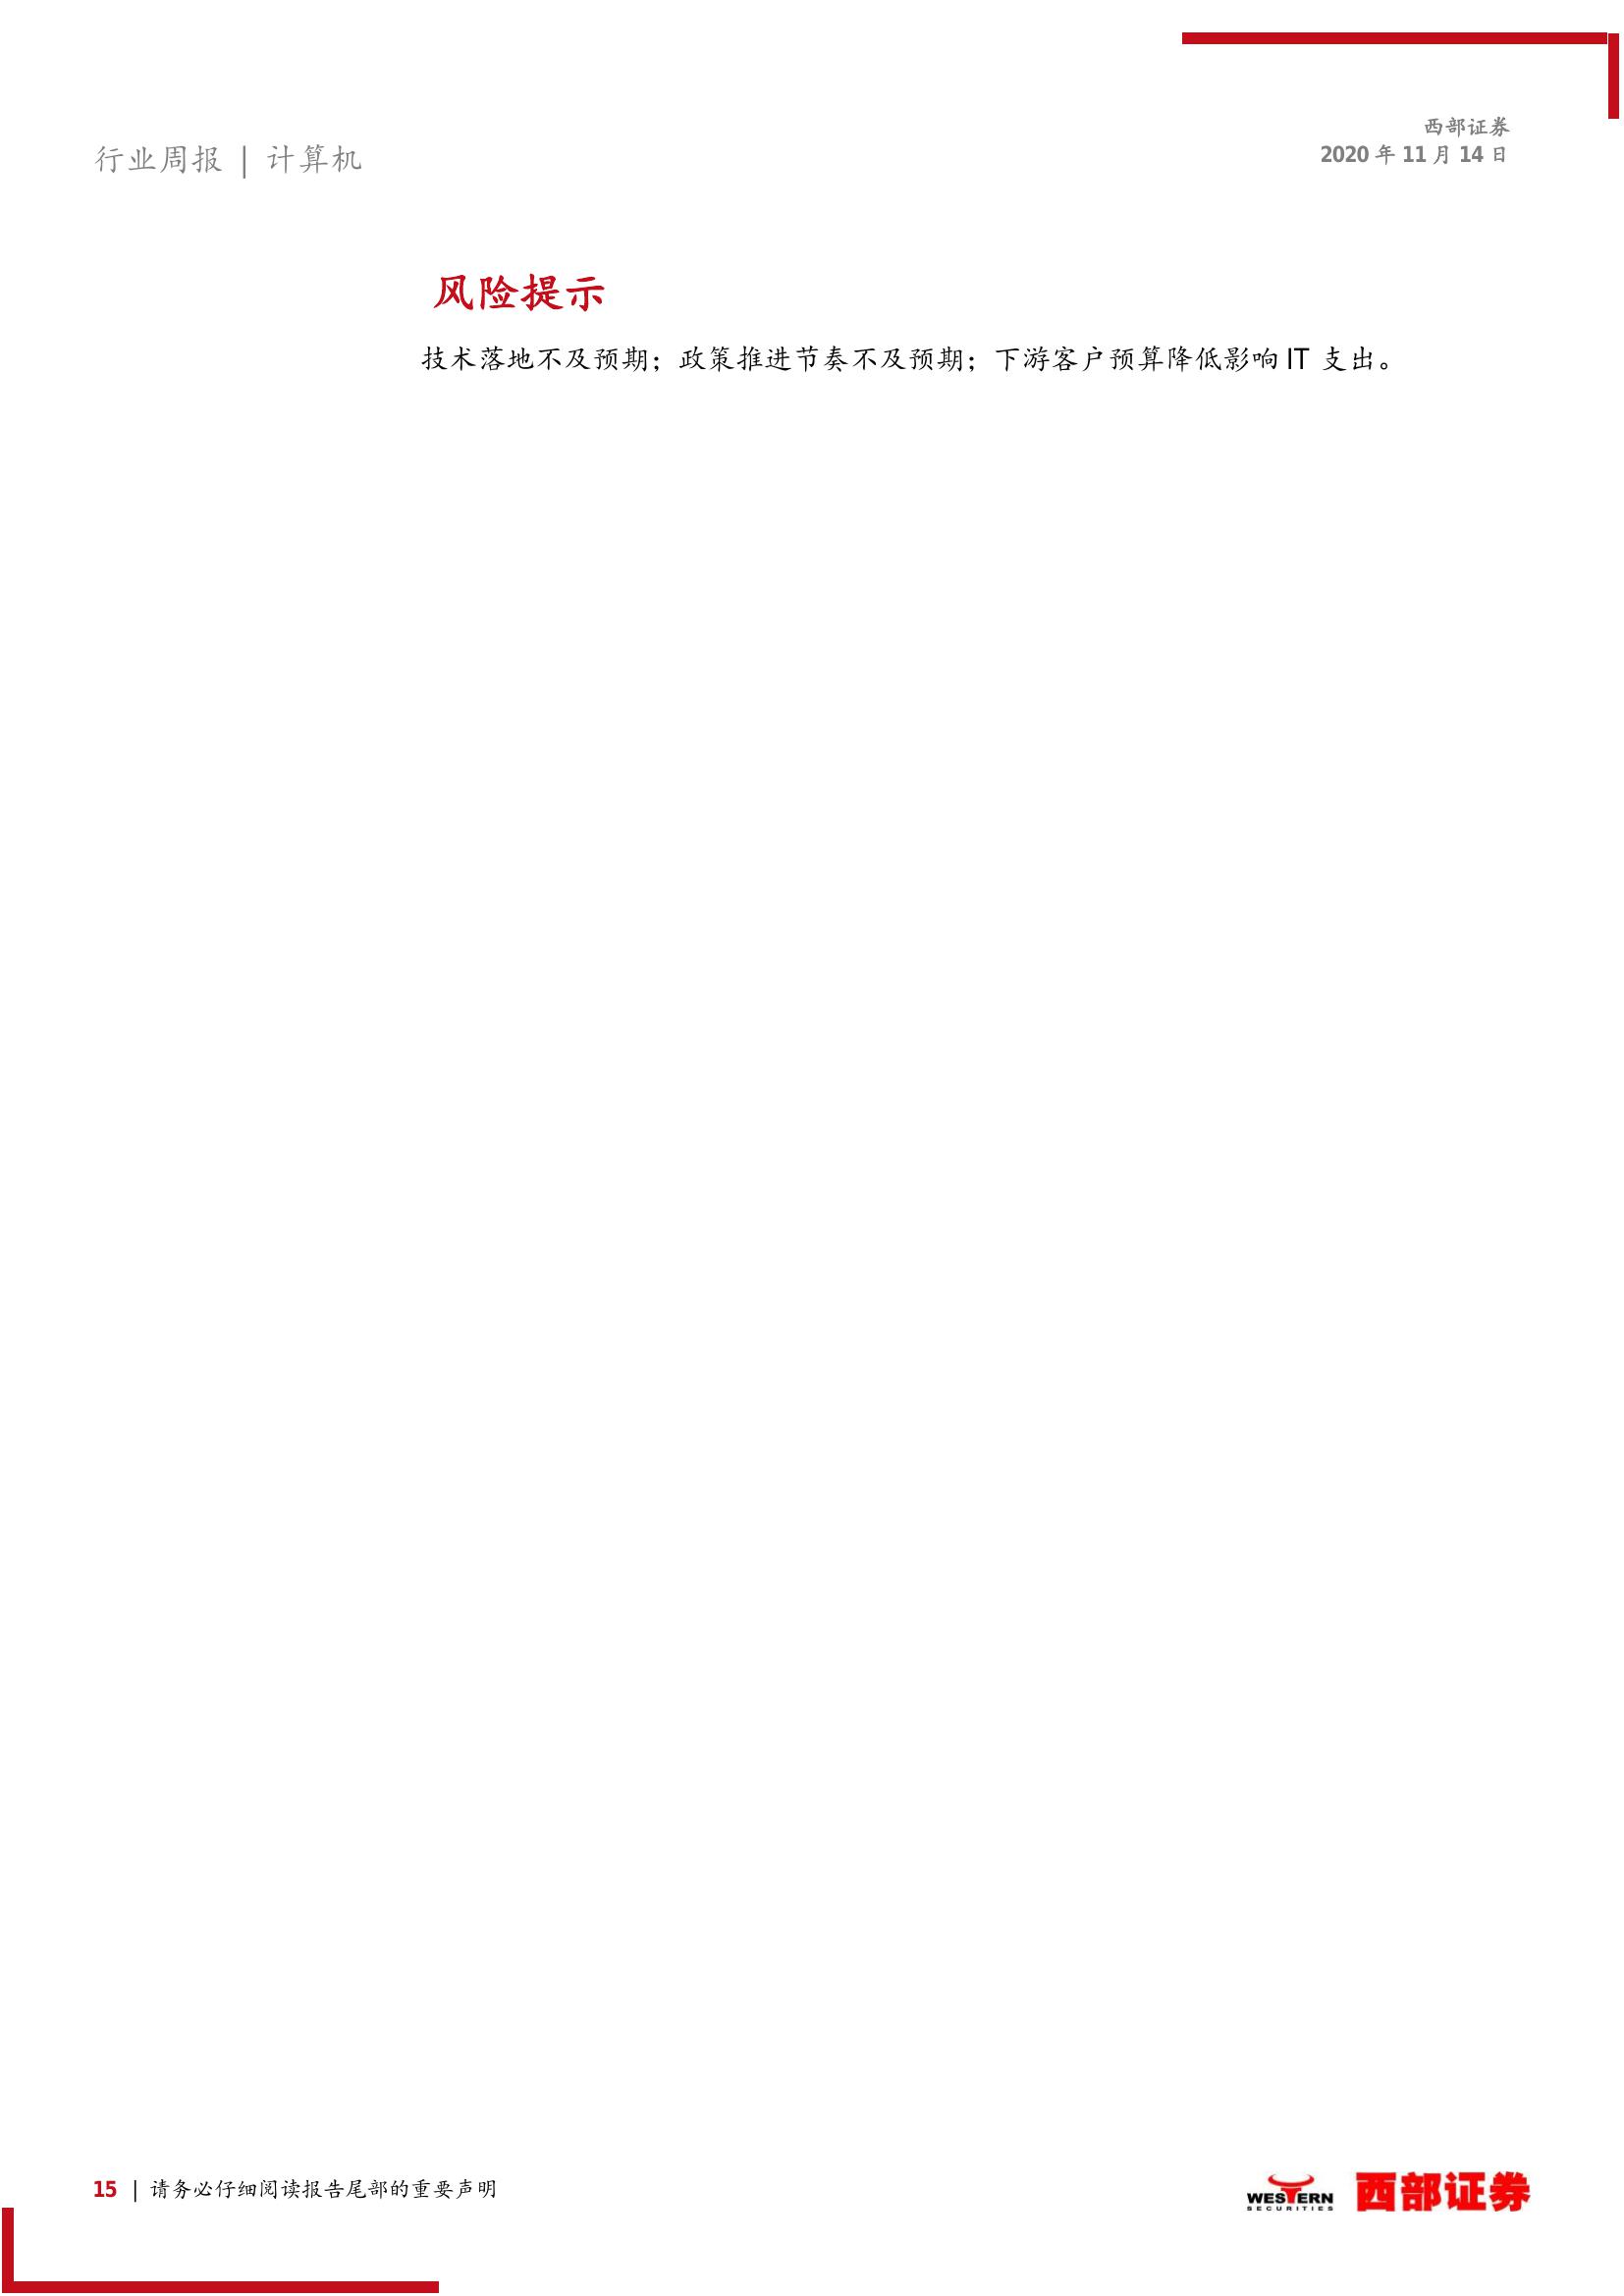 西部证券
行业周报 | 计算机
2020 年 11 月 14 日
风险提示
技术落地不及预期；政策推进节奏不及预期；下游客户预算降低影响 IT 支出。
15 | 请务必仔细阅读报告尾部的重要声明
WESTERN
SECURITIES
西部证券